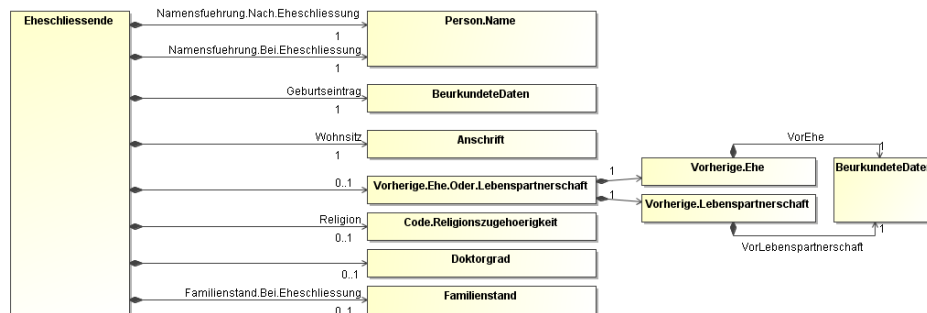 Eheschliessende
Namensfuehrung.Nach.Eheschliessung
1
Person.Name
Namensfuehrung.Bei.Eheschliessung
1
Geburtseintrag
1
BeurkundeteDaten
Wohnsitz
1
Anschrift
0..1
Vorherige.Ehe.Oder.Lebenspartnerschaft
1
Vorherige.Ehe
VorEhe
1
BeurkundeteDate
1
Vorherige.Lebenspartnerschaft
1
VorLebenspartnerschaft
Religion
0..1
Code.Religionszugehoerigkeit
0..1
Doktorgrad
Familienstand.Bei.Eheschliessung
0..1
Familienstand